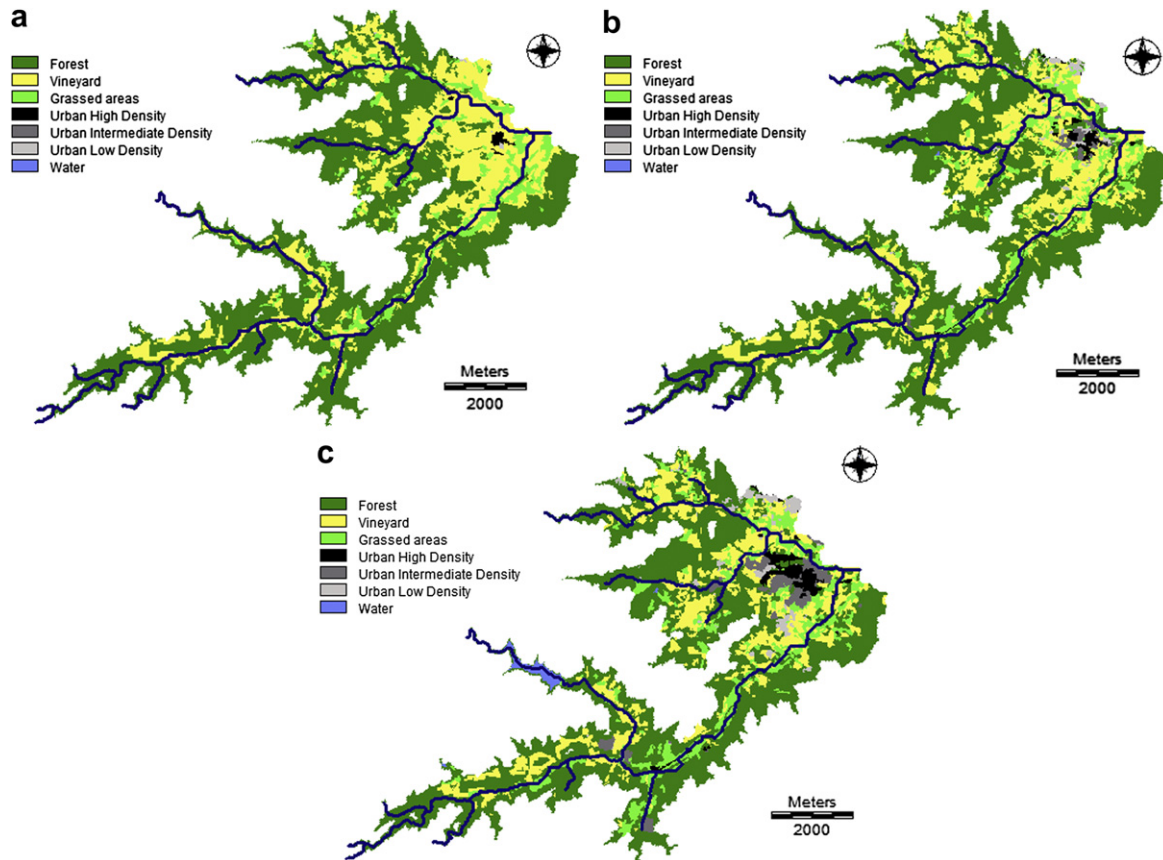 a
Forest
Vineyard
Grassed areas
Urban High Density
Urban Intermediate Density
Urban Low Density
Water
Meters
2000
b
Forest
Vineyard
Grassed areas
Urban High Density
Urban Intermediate Density
Urban Low Density
Water
Meters
2000
c
Forest
Vineyard
Grassed areas
Urban High Density
Urban Intermediate Density
Urban Low Density
Water
Meters
2000